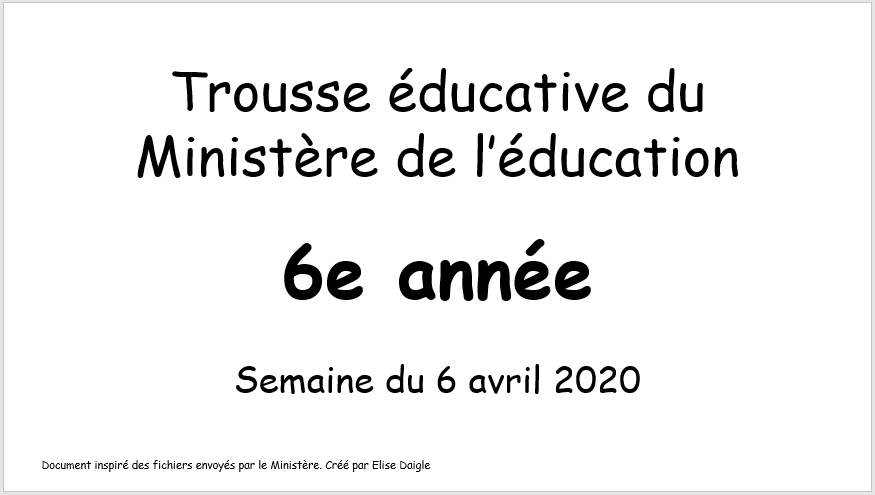 Trousse éducative du
Ministère de l’éducation
6e année
Semaine du 6 avril 2020
Document inspiré des fichiers envoyés par le Ministère. Créé par Elise Daigle